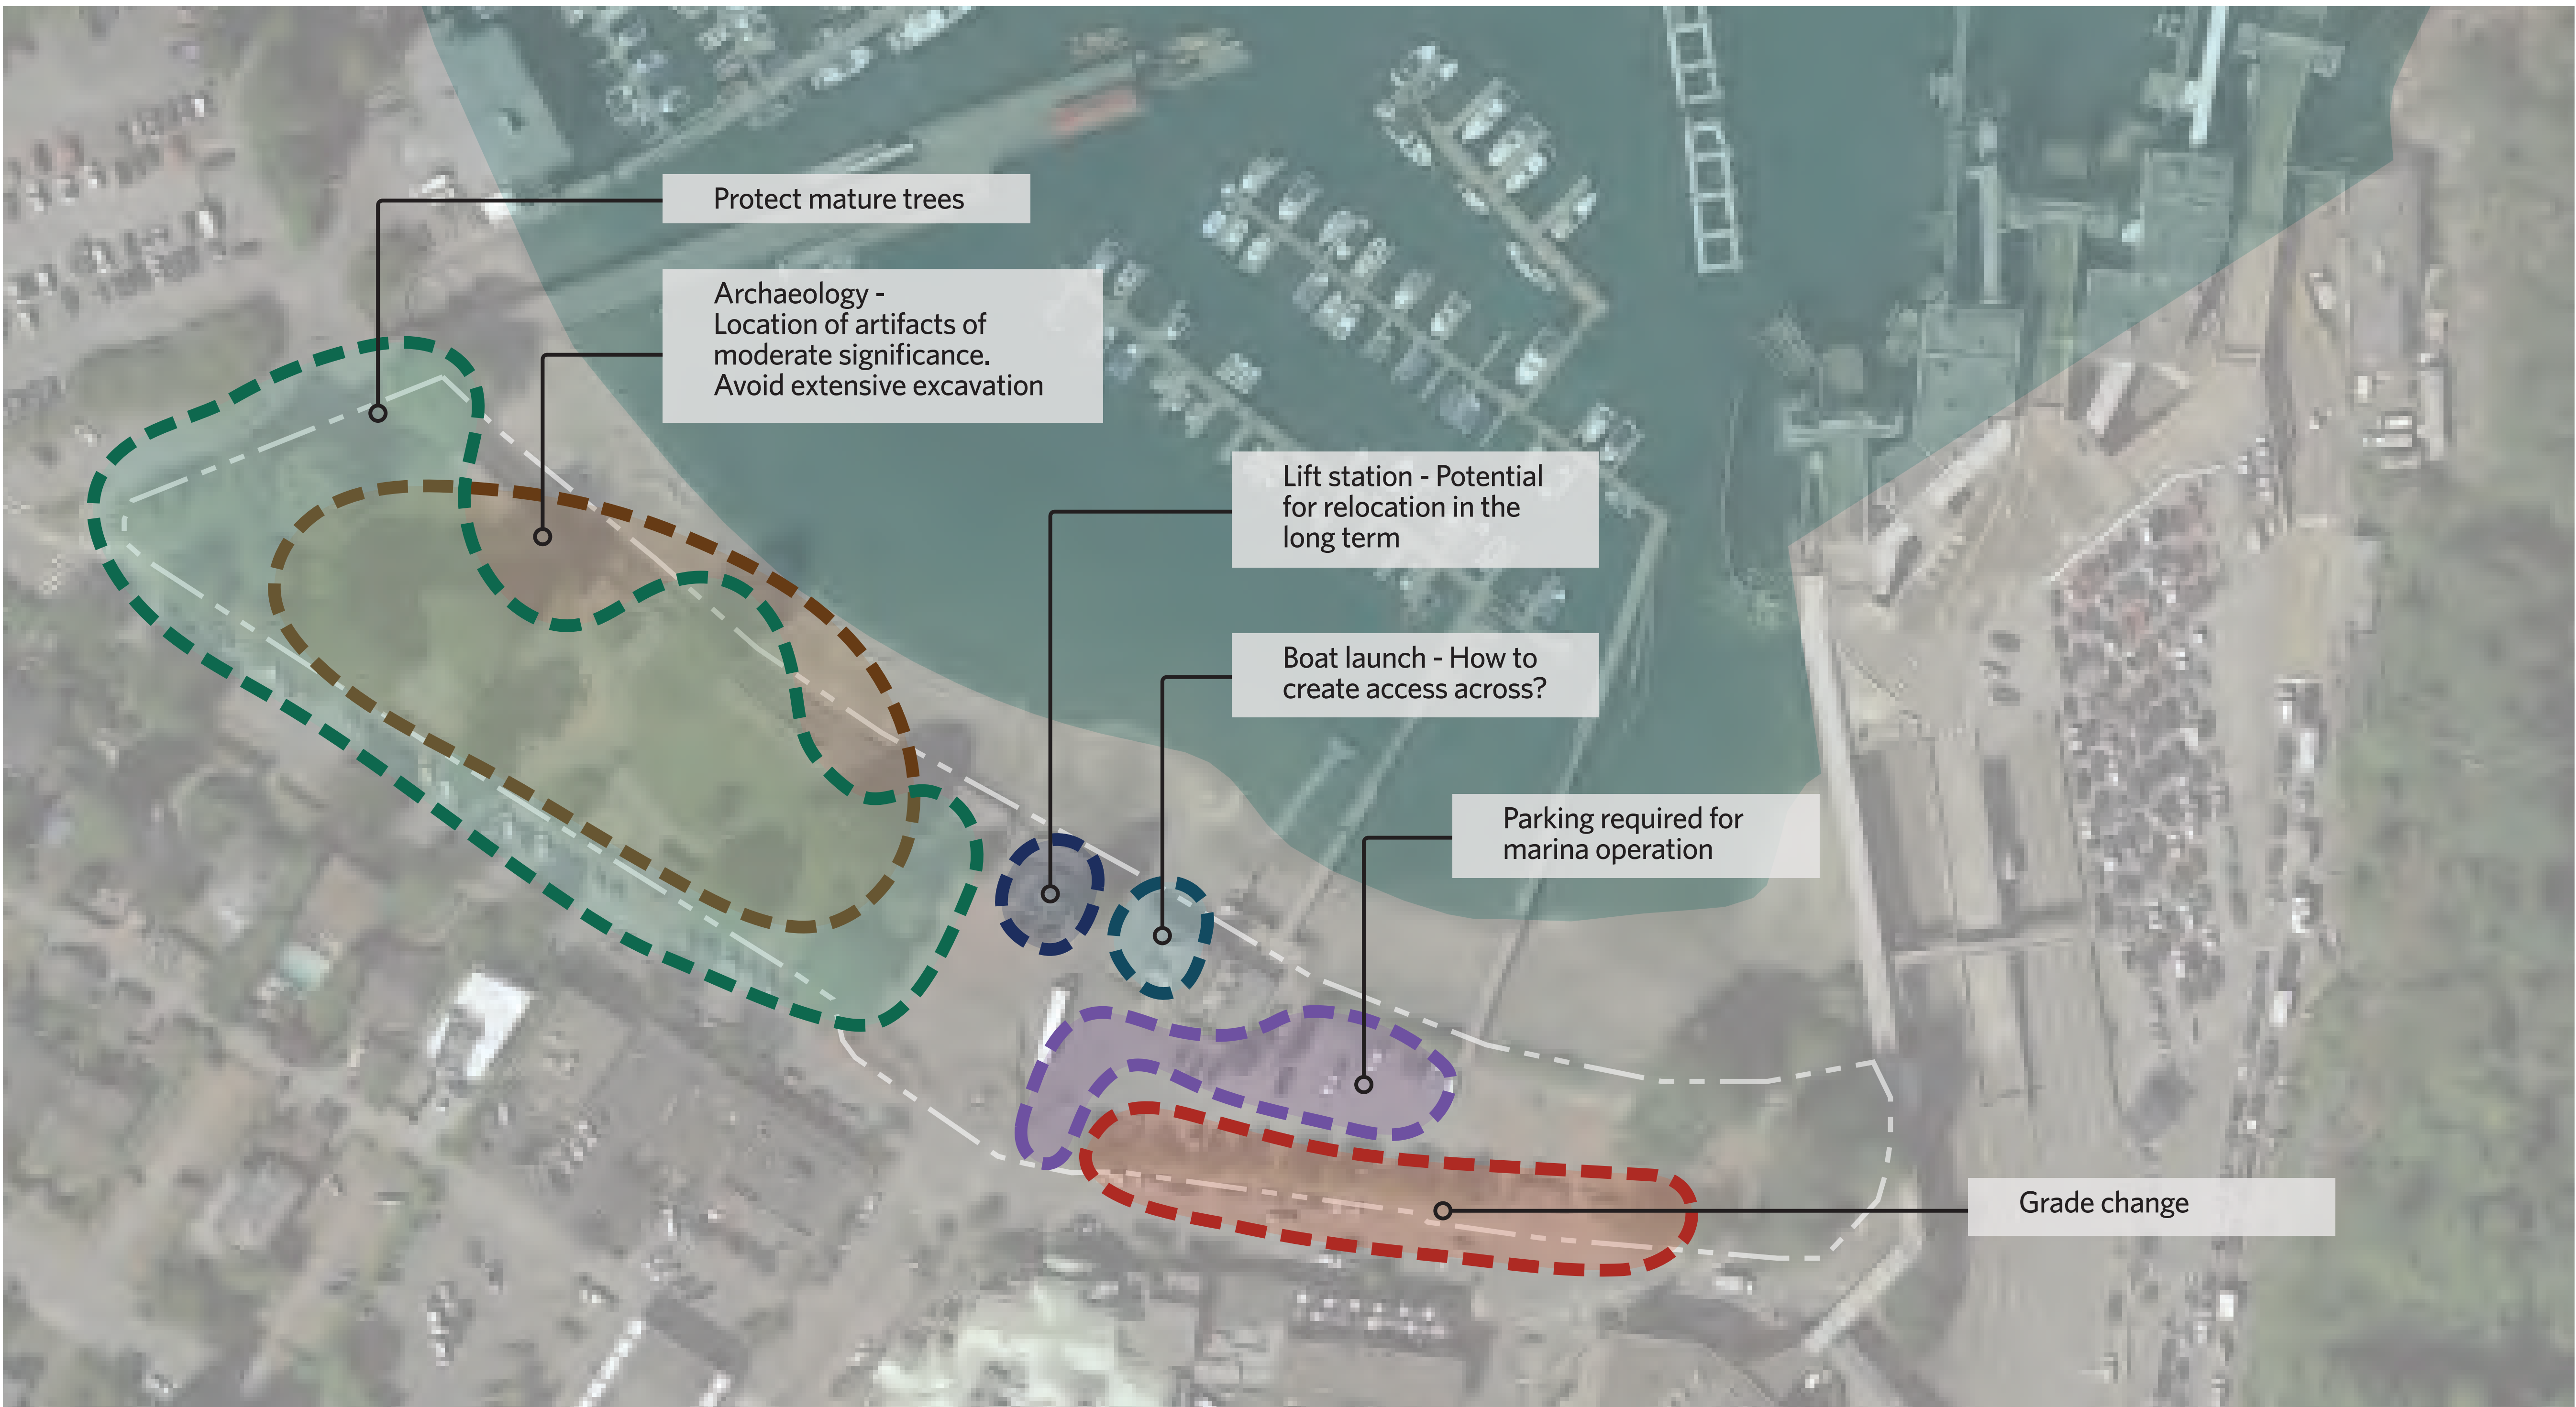 Protect mature trees
Archaeology -
Location of artifacts of
moderate significance.
Avoid extensive excavation
Lift station - Potential
for relocation in the
long term
Boat launch - How to
create access across?
Parking required for
marina operation
Grade change